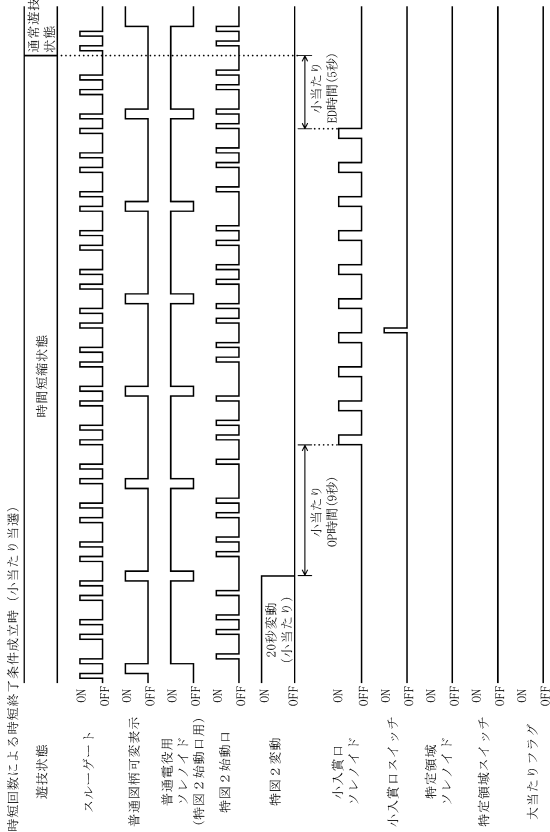 時短回数による時短終了条件成立時（小当たり当選）
遊技状態
時間短縮状態
通常遊技
状態
スルーゲート
ON
OFF
普通図柄可変表示
ON
OFF
普通電役用
ソレノイド
(特図２始動口用)
ON
OFF
特図２始動口
ON
OFF
特図２変動
ON
OFF
20秒変動
(小当たり)
小当たり
OP時間(9秒)
小当たり
ED時間(5秒)
小入賞口
ソレノイド
ON
OFF
小入賞口スイッチ
ON
OFF
特定領域
ソレノイド
ON
OFF
特定領域スイッチ
ON
OFF
大当たりフラグ
ON
OFF